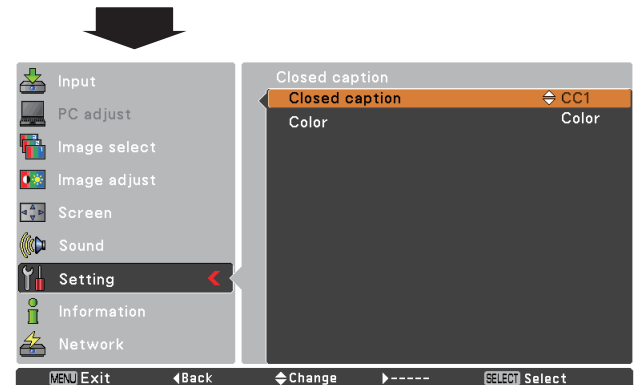 Input
PC adjust
Image select
Image adjust
Screen
Sound
Setting
Information
Network
Closed caption
Closed caption CC1
Color Color
MENU Exit Back Change ----- SELECT Select